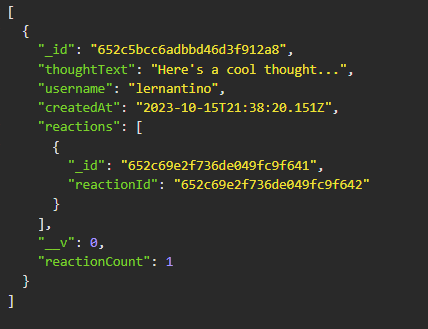 [
  {
    "_id": "652c5bcc6adbbd46d3f912a8",
    "thoughtText": "Here's a cool thought...",
    "username": "lernantino",
    "createdAt": "2023-10-15T21:38:20.151Z",
    "reactions": [
      {
        "_id": "652c69e2f736de049fc9f641",
        "reactionId": "652c69e2f736de049fc9f642"
      }
    ],
    "__v": 0,
    "reactionCount": 1
  }
]